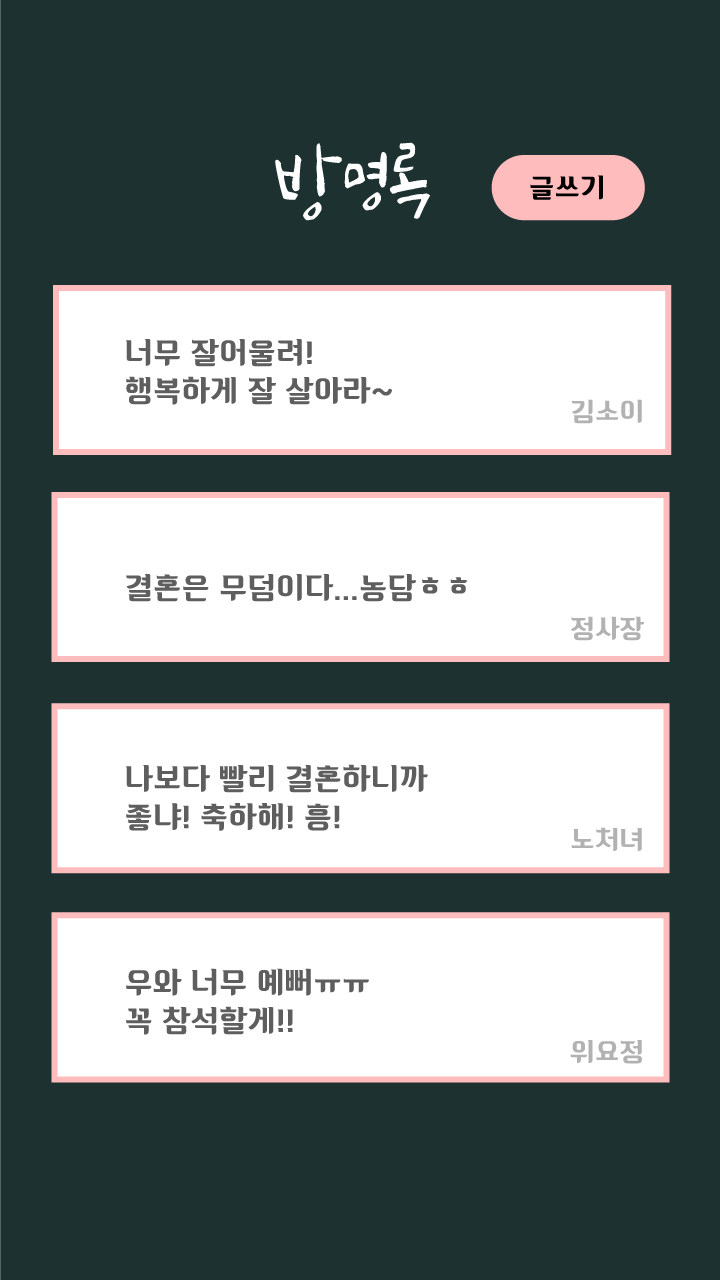 방명록
글쓰기
너무 잘어울려!
행복하게 잘 살아라~
김소이
결혼은 무덤이다...농담ㅎㅎ
정사장
나보다 빨리 결혼하니까
좋냐! 축하해! 흥!
노처녀
우와 너무 예뻐ㅠㅠ
꼭 참석할게!!
위요정